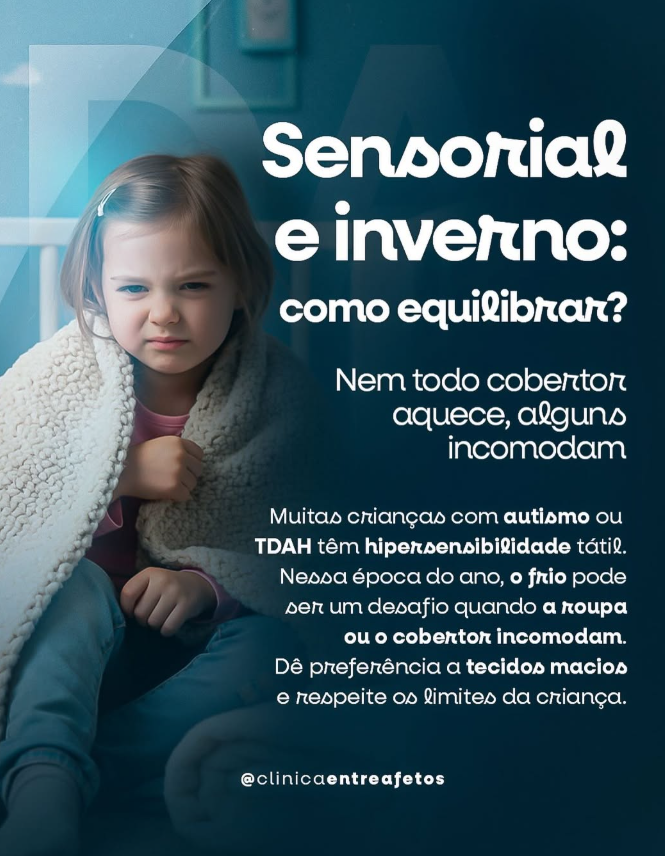 Sensorial
e inverno:
como equilibrar?
Nem todo cobertor
aquece, alguns
incomodam
Muitas crianças com autismo ou
TDAH têm hipersensibilidade tátil.
Nessa época do ano, o frio pode
ser um desafio quando a roupa
ou o cobertor incomodam.
Dê preferência a tecidos macios
e respeite os limites da criança.
@clinicaentreafetos